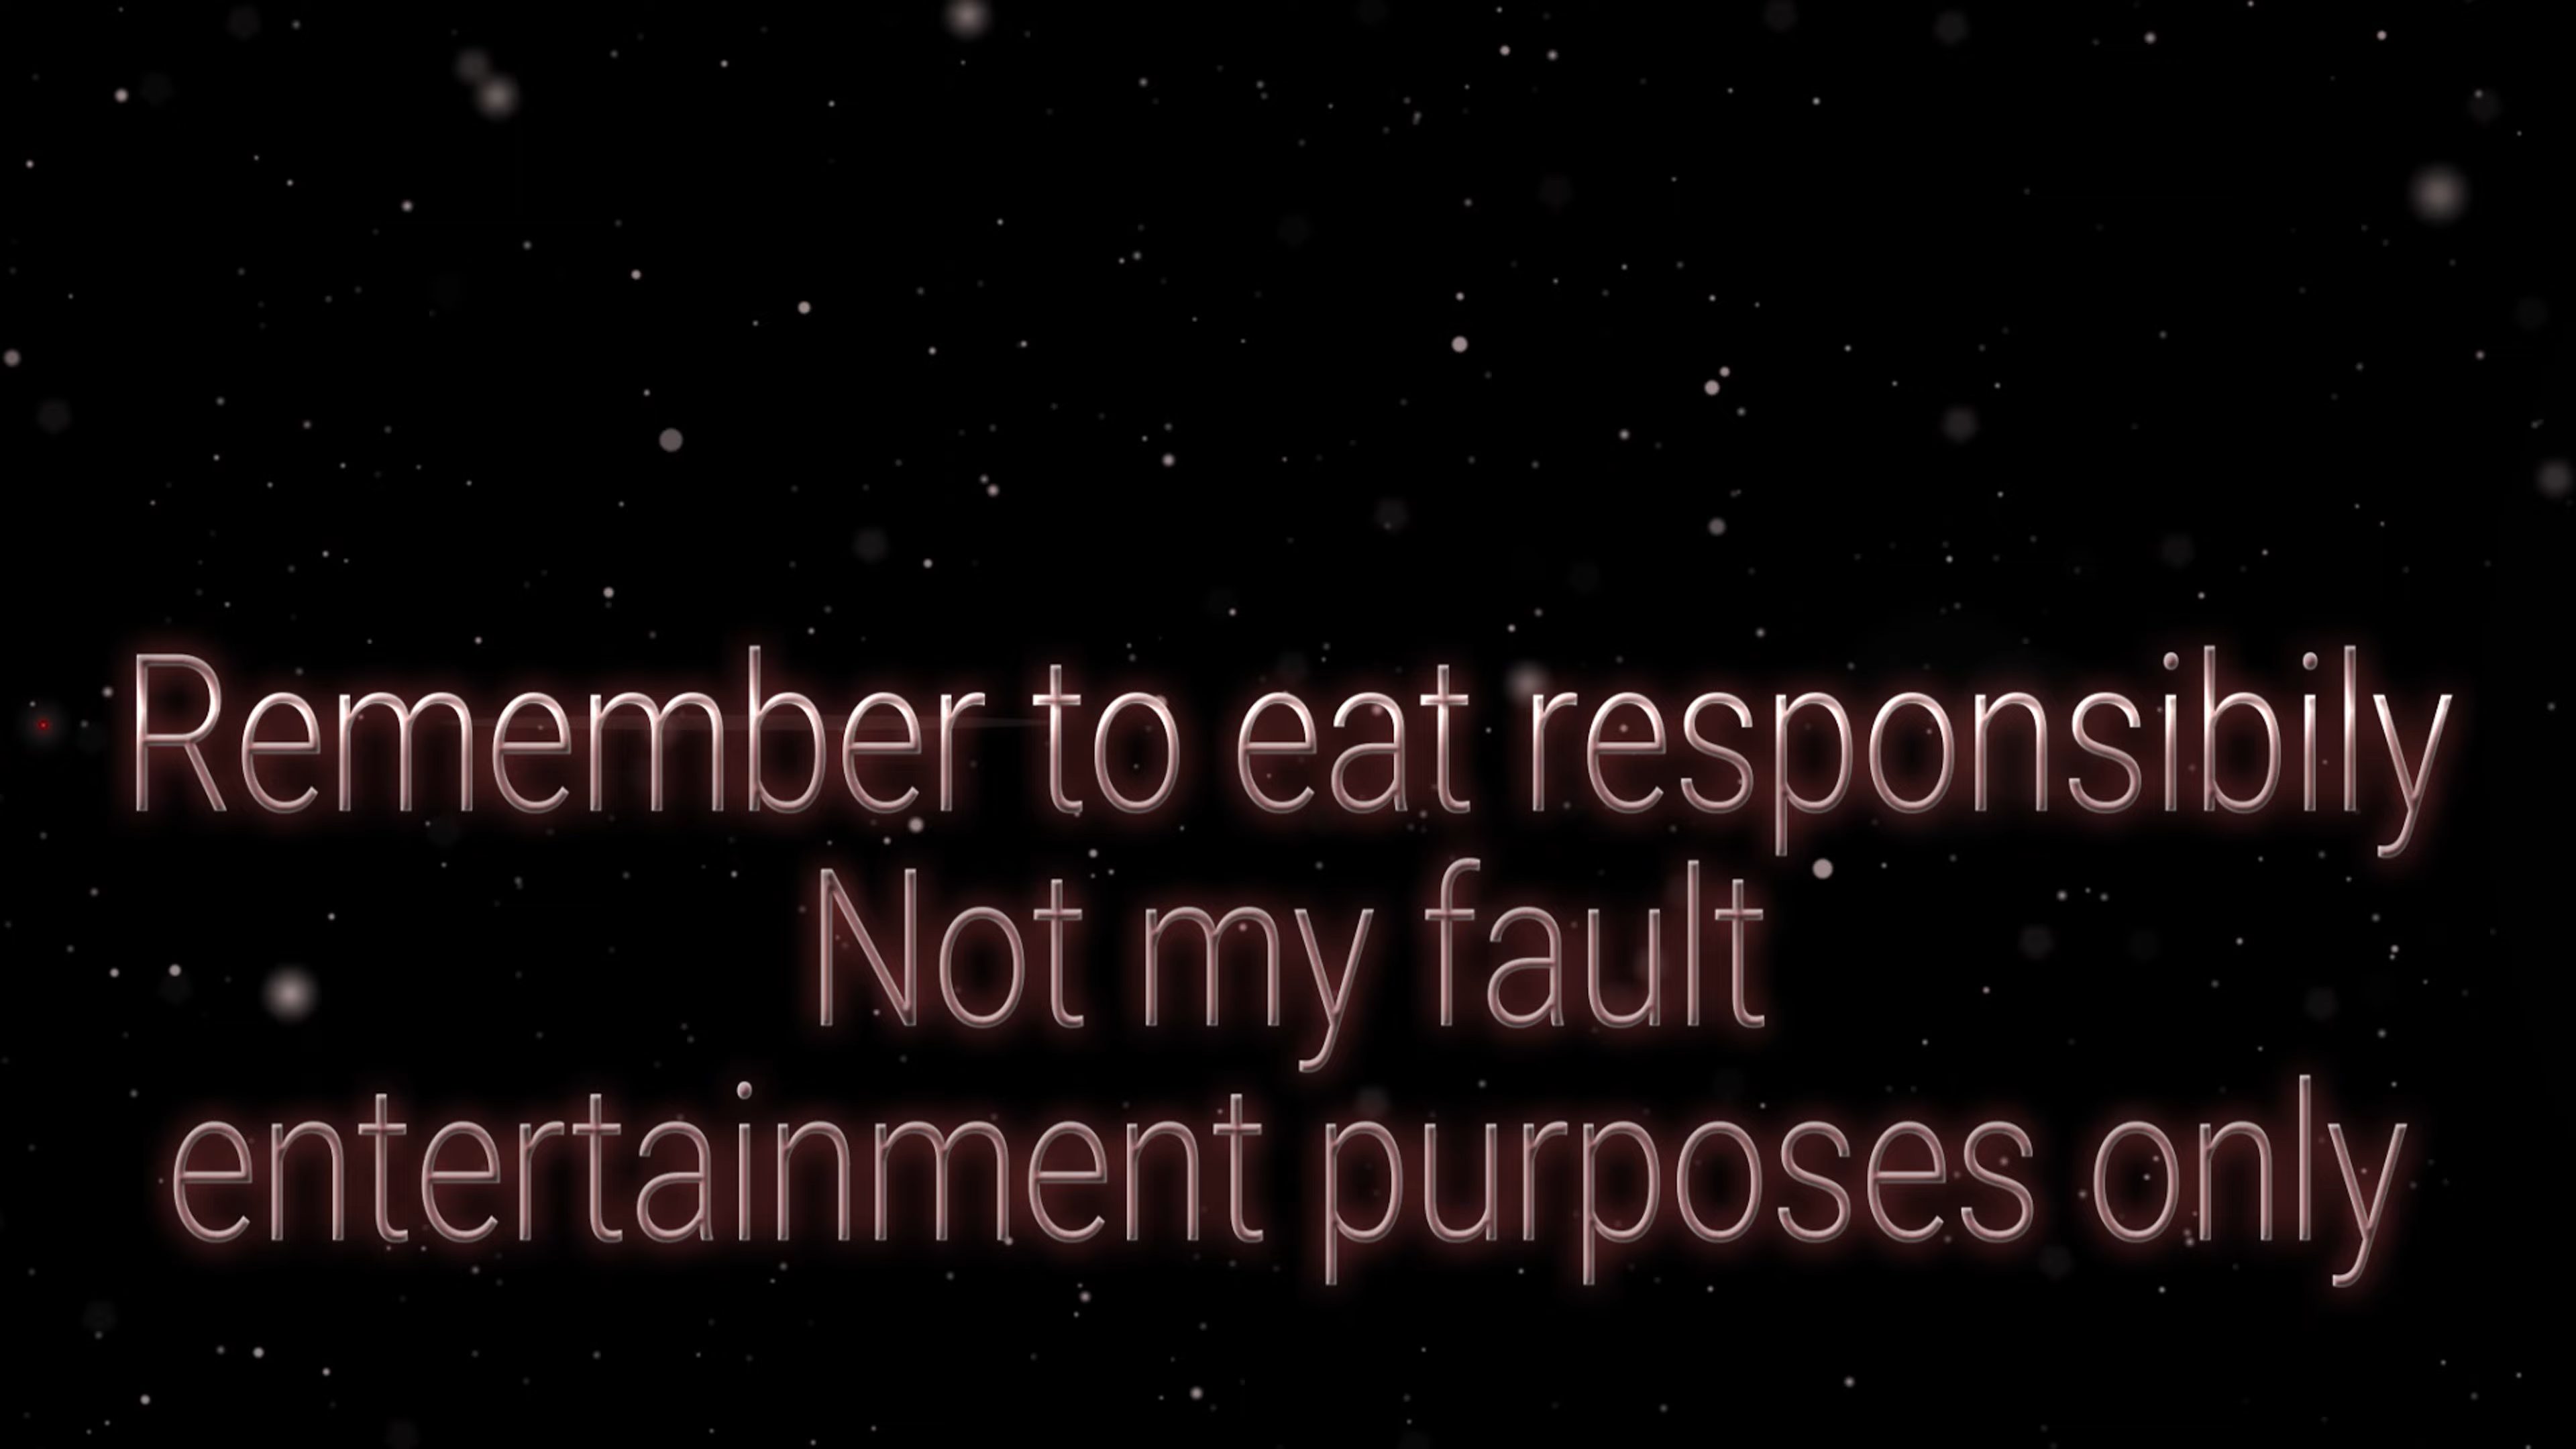 Remember to eat responsibily
Not my fault
entertainment purposes only